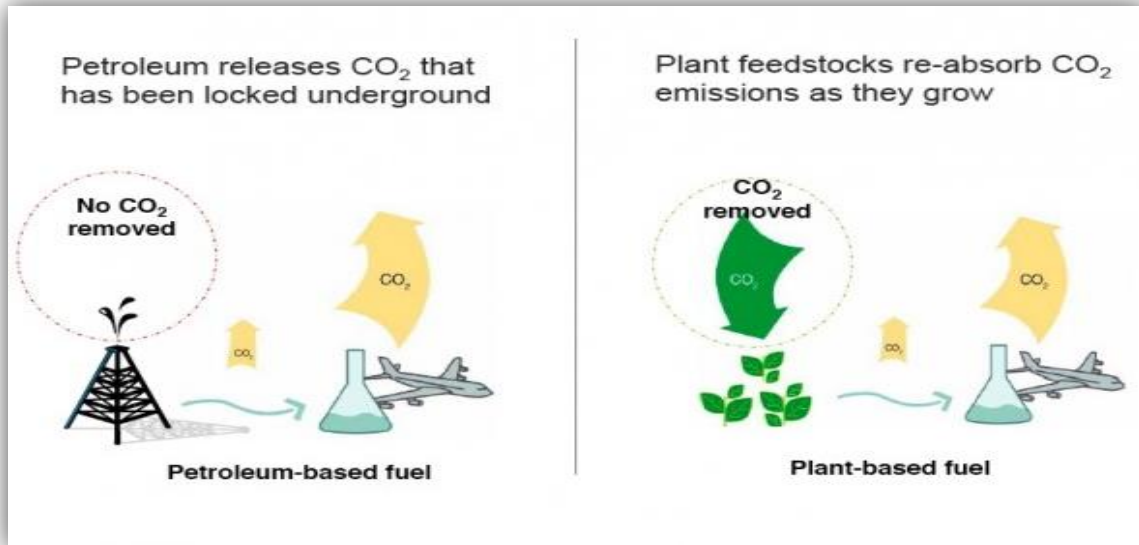 Petroleum releases CO₂ that
has been locked underground
No CO₂
removed
CO₂
CO₂
Petroleum-based fuel
Plant feedstocks re-absorb CO₂
emissions as they grow
CO₂
removed
CO₂
CO₂
CO₂
Plant-based fuel